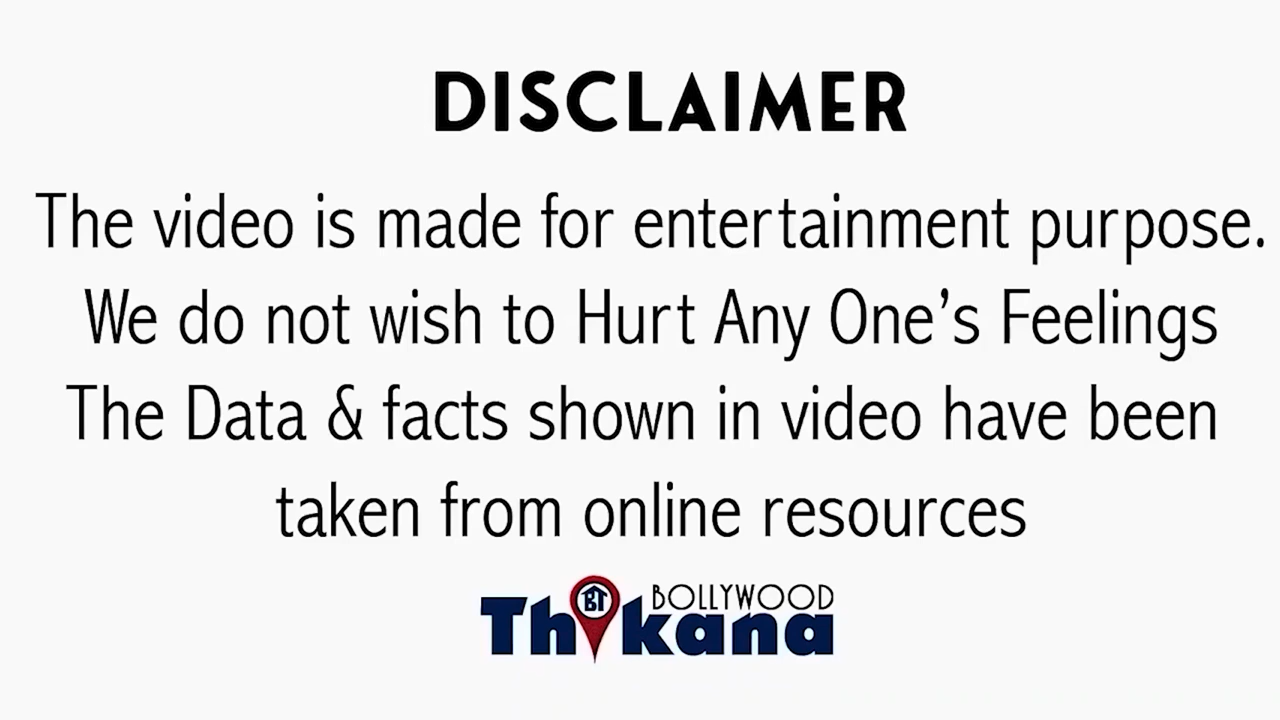 DISCLAIMER
The video is made for entertainment purpose.
We do not wish to Hurt Any One’s Feelings
The Data & facts shown in video have been
taken from online resources
BT
BOLLYWOOD
Thikana